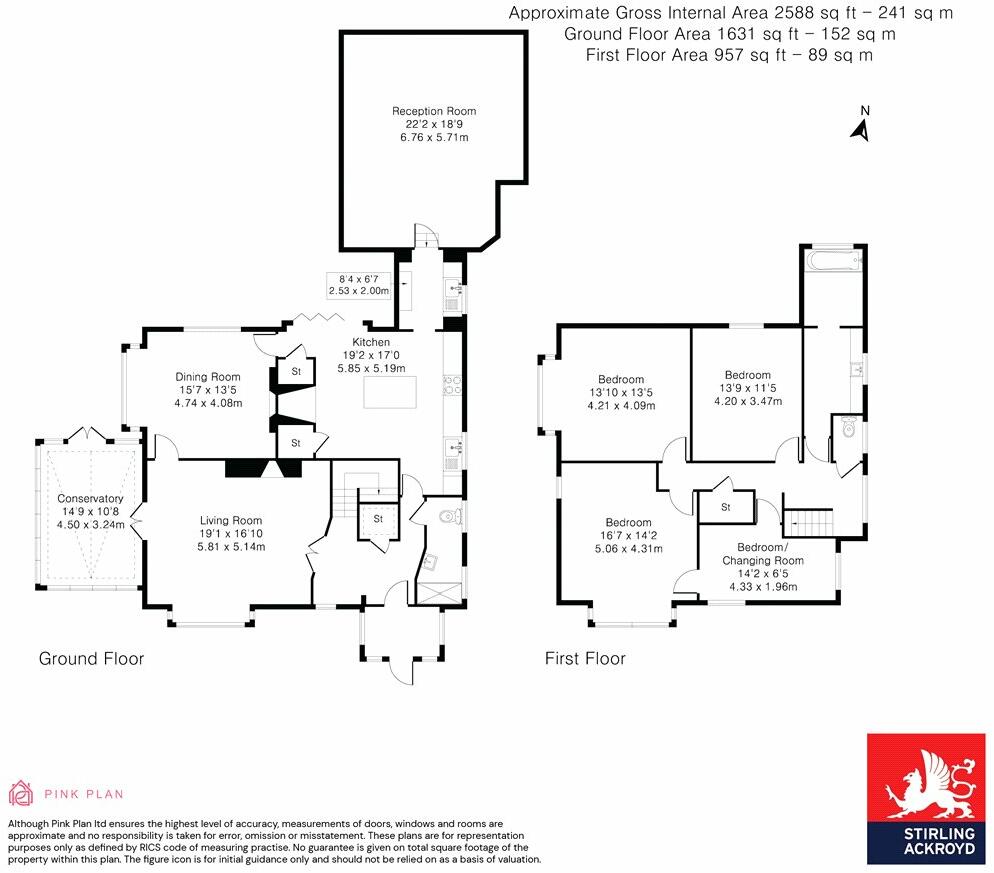 Approximate Gross Internal Area 2588 sq ft – 241 sq m
Ground Floor Area 1631 sq ft – 152 sq m
First Floor Area 957 sq ft – 89 sq m
N
Reception Room
22'2 x 18'9
6.76 x 5.71m
8'4 x 6'7
2.53 x 2.00m
Kitchen
19'2 x 17'0
5.85 x 5.19m
St
Dining Room
15'7 x 13'5
4.74 x 4.08m
St
Conservatory
14'9 x 10'8
4.50 x 3.24m
Living Room
19'1 x 16'10
5.81 x 5.14m
St
Ground Floor
Bedroom
13'10 x 13'5
4.21 x 4.09m
Bedroom
13'9 x 11'5
4.20 x 3.47m
Bedroom
16'7 x 14'2
5.06 x 4.31m
St
Bedroom/
Changing Room
14'2 x 6'5
4.33 x 1.96m
First Floor
PINK PLAN
Although Pink Plan ltd ensures the highest level of accuracy, measurements of doors, windows and rooms are
approximate and no responsibility is taken for error, omission or misstatement. These plans are for representation
purposes only as defined by RICS code of measuring practise. No guarantee is given on total square footage of the
property within this plan. The figure icon is for initial guidance only and should not be relied on as a basis of valuation.
STIRLING
ACKROYD